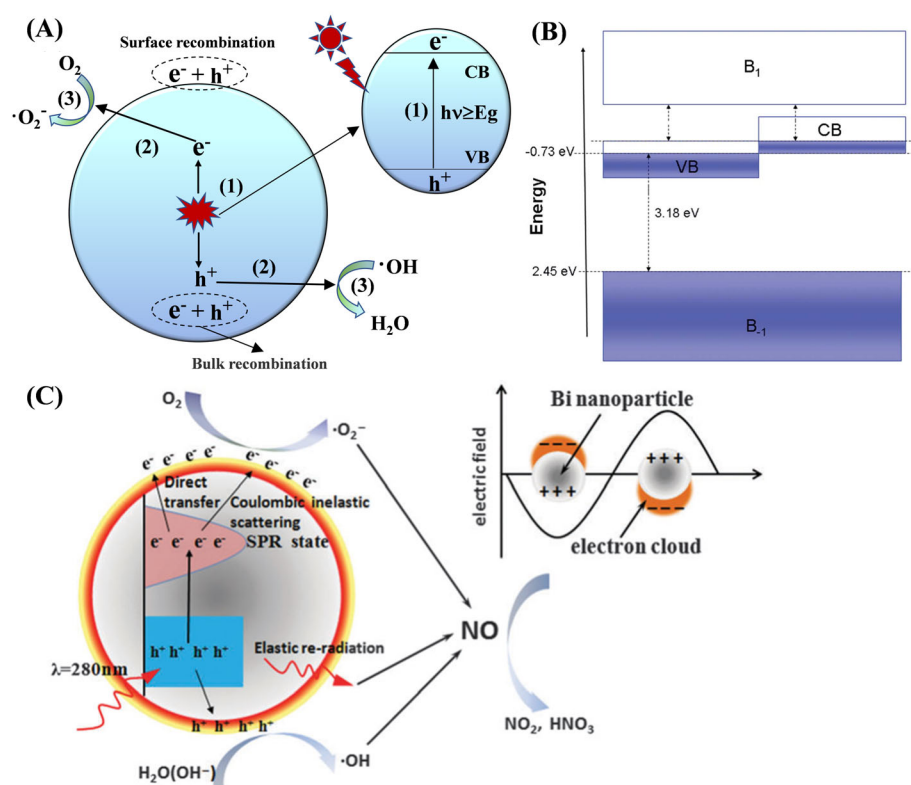 (A)
Surface recombination
e⁻ + h⁺
O₂
(3)
·O₂⁻
(2)
e⁻
(1)
h⁺
(2)
·OH
(3)
H₂O
e⁻ + h⁺
Bulk recombination
e⁻
CB
(1)
hν≥Eg
VB
h⁺
(B)
Energy
B₁
CB
-0.73 eV
VB
3.18 eV
2.45 eV
B₋₁
(C)
O₂
·O₂⁻
e⁻ e⁻ e⁻ e⁻
e⁻ e⁻ e⁻ e⁻
Direct
transfer
Coulombic inelastic
scattering
e⁻ e⁻ e⁻ e⁻
SPR state
h⁺ h⁺ h⁺ h⁺
Elastic re-radiation
λ=280nm
h⁺ h⁺ h⁺ h⁺
H₂O(OH⁻)
·OH
NO
NO₂, HNO₃
electric field
Bi nanoparticle
− − −
+ + +
+ + +
− − −
electron cloud